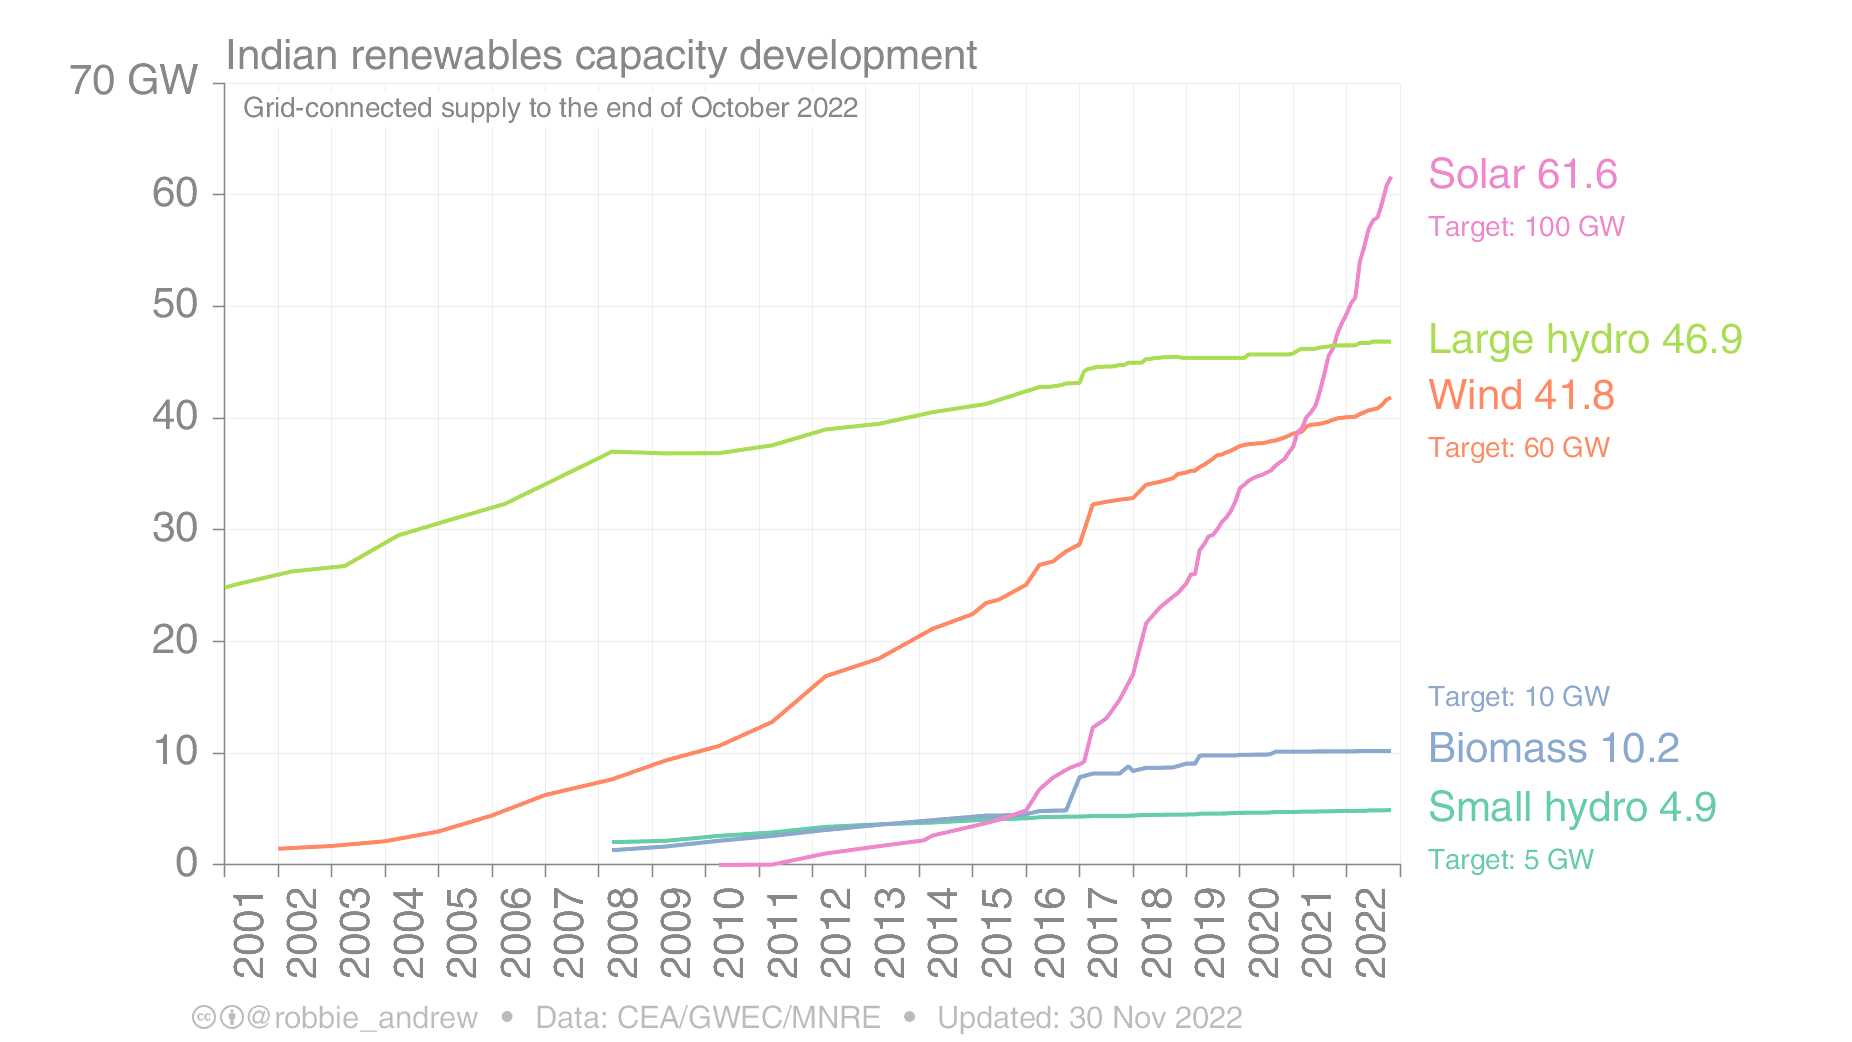 Indian renewables capacity development
70 GW
Grid-connected supply to the end of October 2022
60
50
40
30
20
10
0
Solar 61.6
Target: 100 GW
Large hydro 46.9
Wind 41.8
Target: 60 GW
Target: 10 GW
Biomass 10.2
Small hydro 4.9
Target: 5 GW
2001
2002
2003
2004
2005
2006
2007
2008
2009
2010
2011
2012
2013
2014
2015
2016
2017
2018
2019
2020
2021
2022
cc @robbie_andrew • Data: CEA/GWEC/MNRE • Updated: 30 Nov 2022